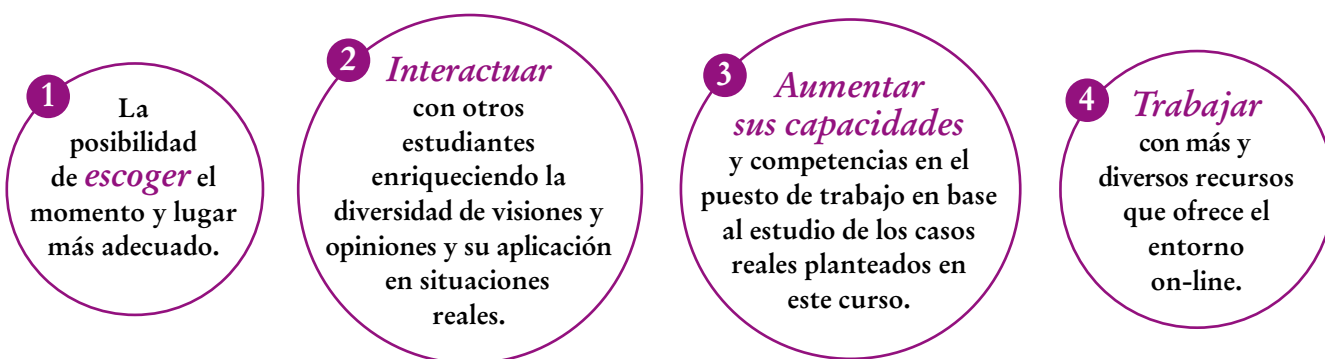 1
La
posibilidad
de escoger el
momento y lugar
más adecuado.
2
Interactuar
con otros
estudiantes
enriqueciendo la
diversidad de visiones y
opiniones y su aplicación
en situaciones
reales.
3
Aumentar
sus capacidades
y competencias en el
puesto de trabajo en base
al estudio de los casos
reales planteados en
este curso.
4
Trabajar
con más y
diversos recursos
que ofrece el
entorno
on-line.